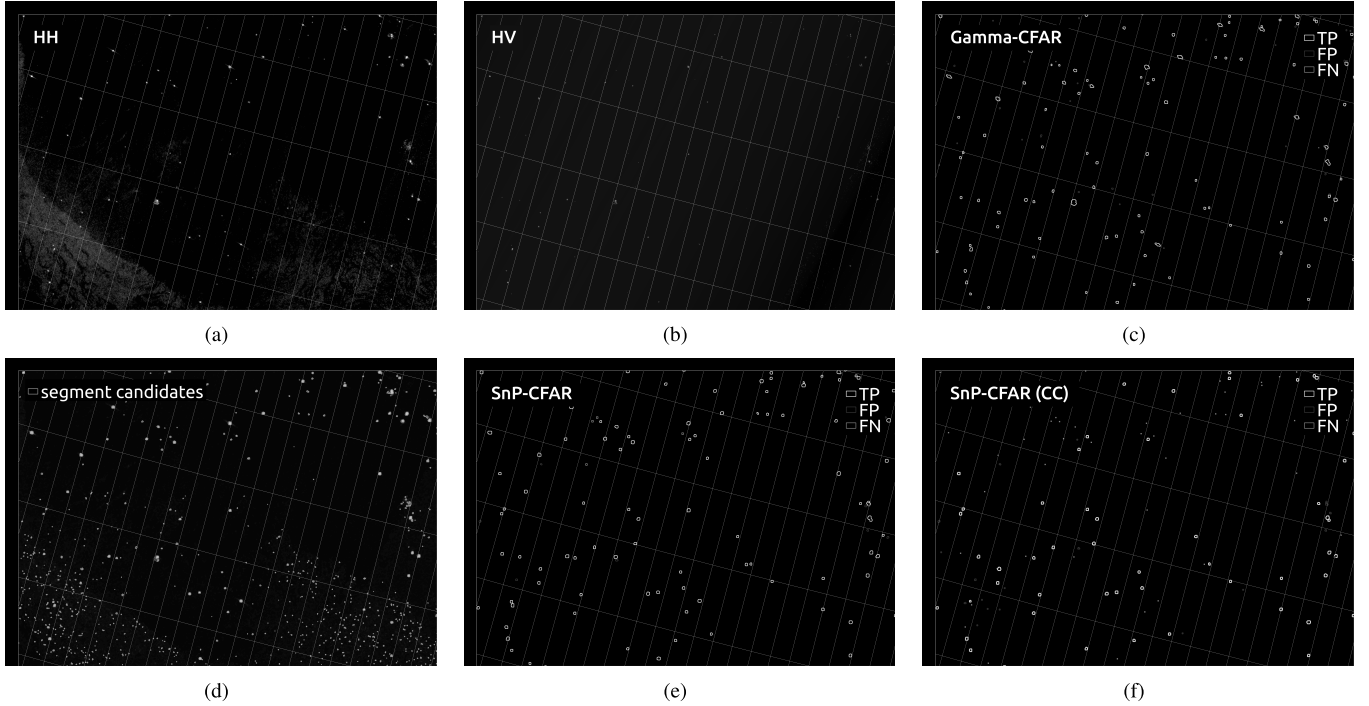 HH
HV
Gamma-CFAR
TP
FP
FN
(a)
(b)
(c)
segment candidates
SnP-CFAR
TP
FP
FN
SnP-CFAR (CC)
TP
FP
FN
(d)
(e)
(f)